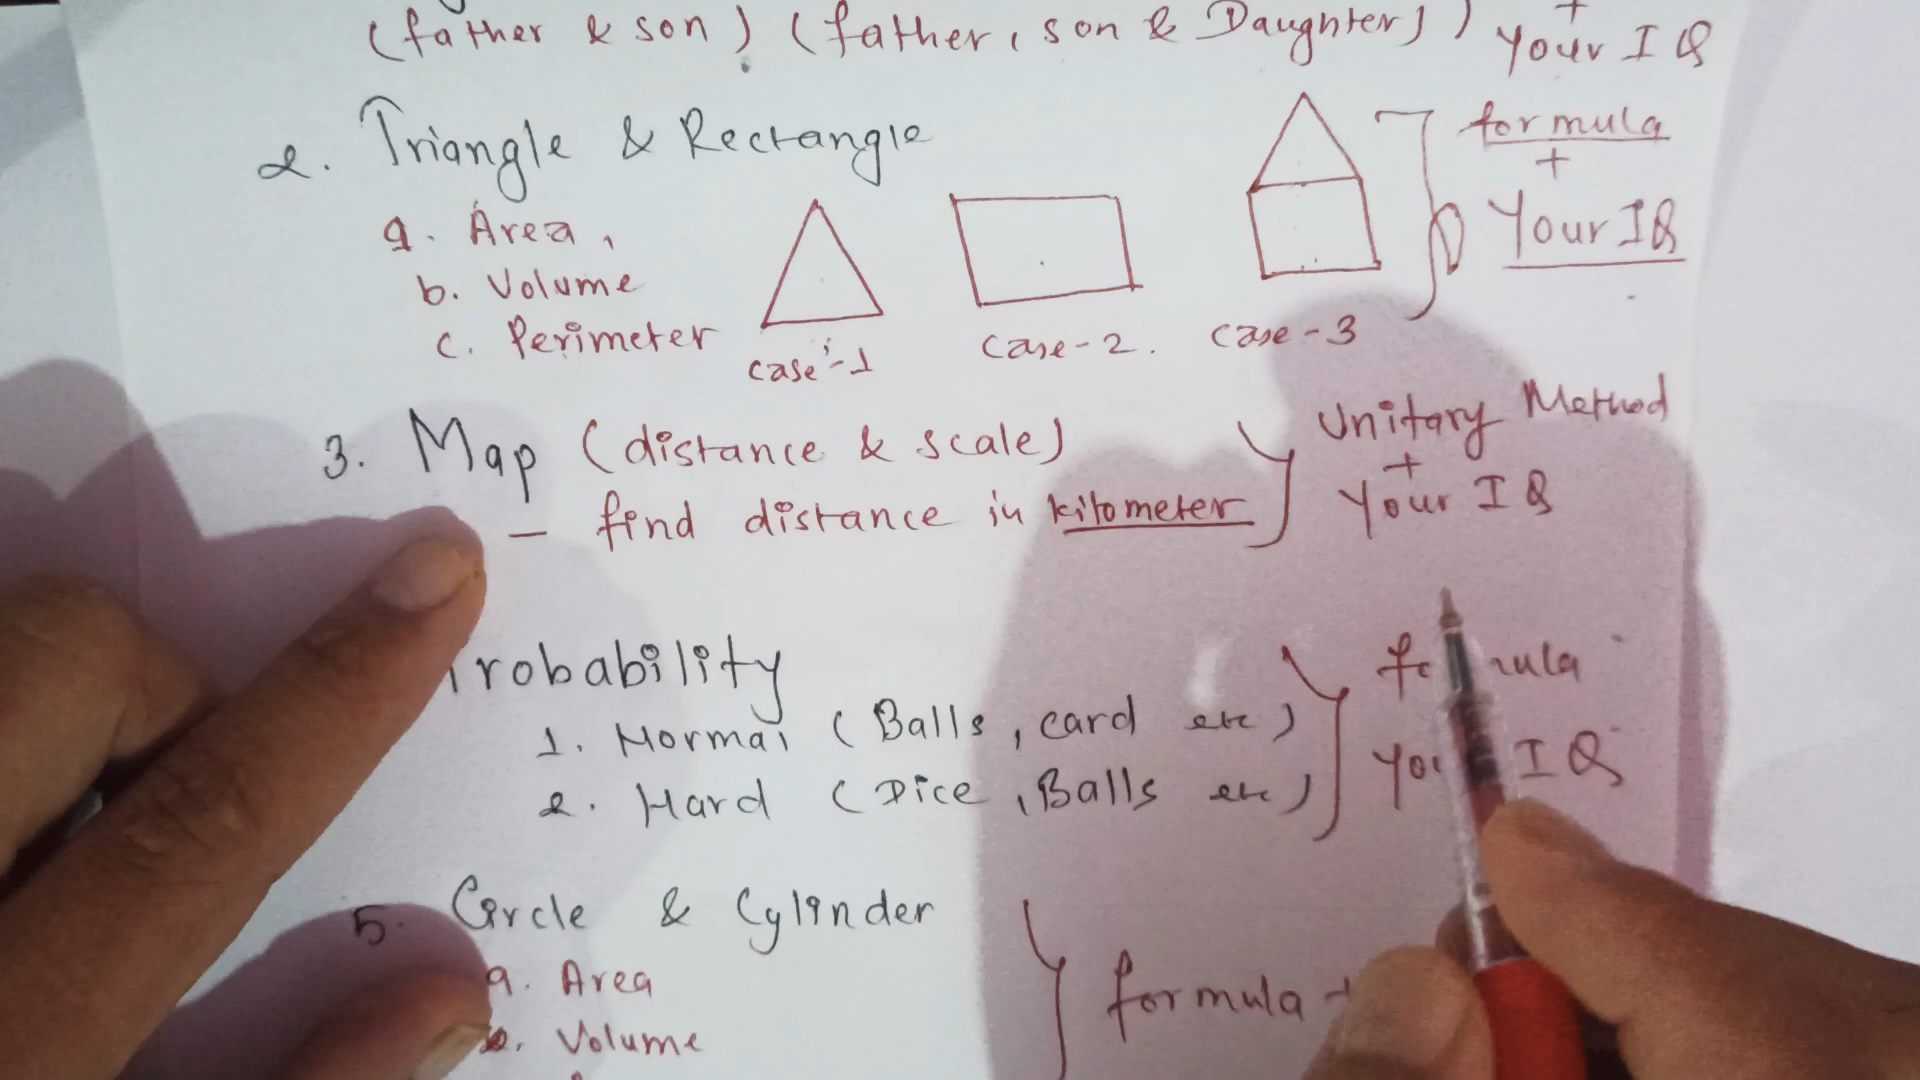 (father & son) (father, son & Daughter))
+
Your IQ
2. Triangle & Rectangle
a. Area,
b. Volume
c. Perimeter
case-1
case-2.
case-3
formula
+
Your IQ
3. Map (distance & scale)
– find distance in kilometer
Unitary Method
+
Your IQ
robability
1. Normal (Balls, card etc)
2. Hard (Dice, Balls etc)
IQ
5. Circle & Cylinder
a. Area
b. Volume
formula +